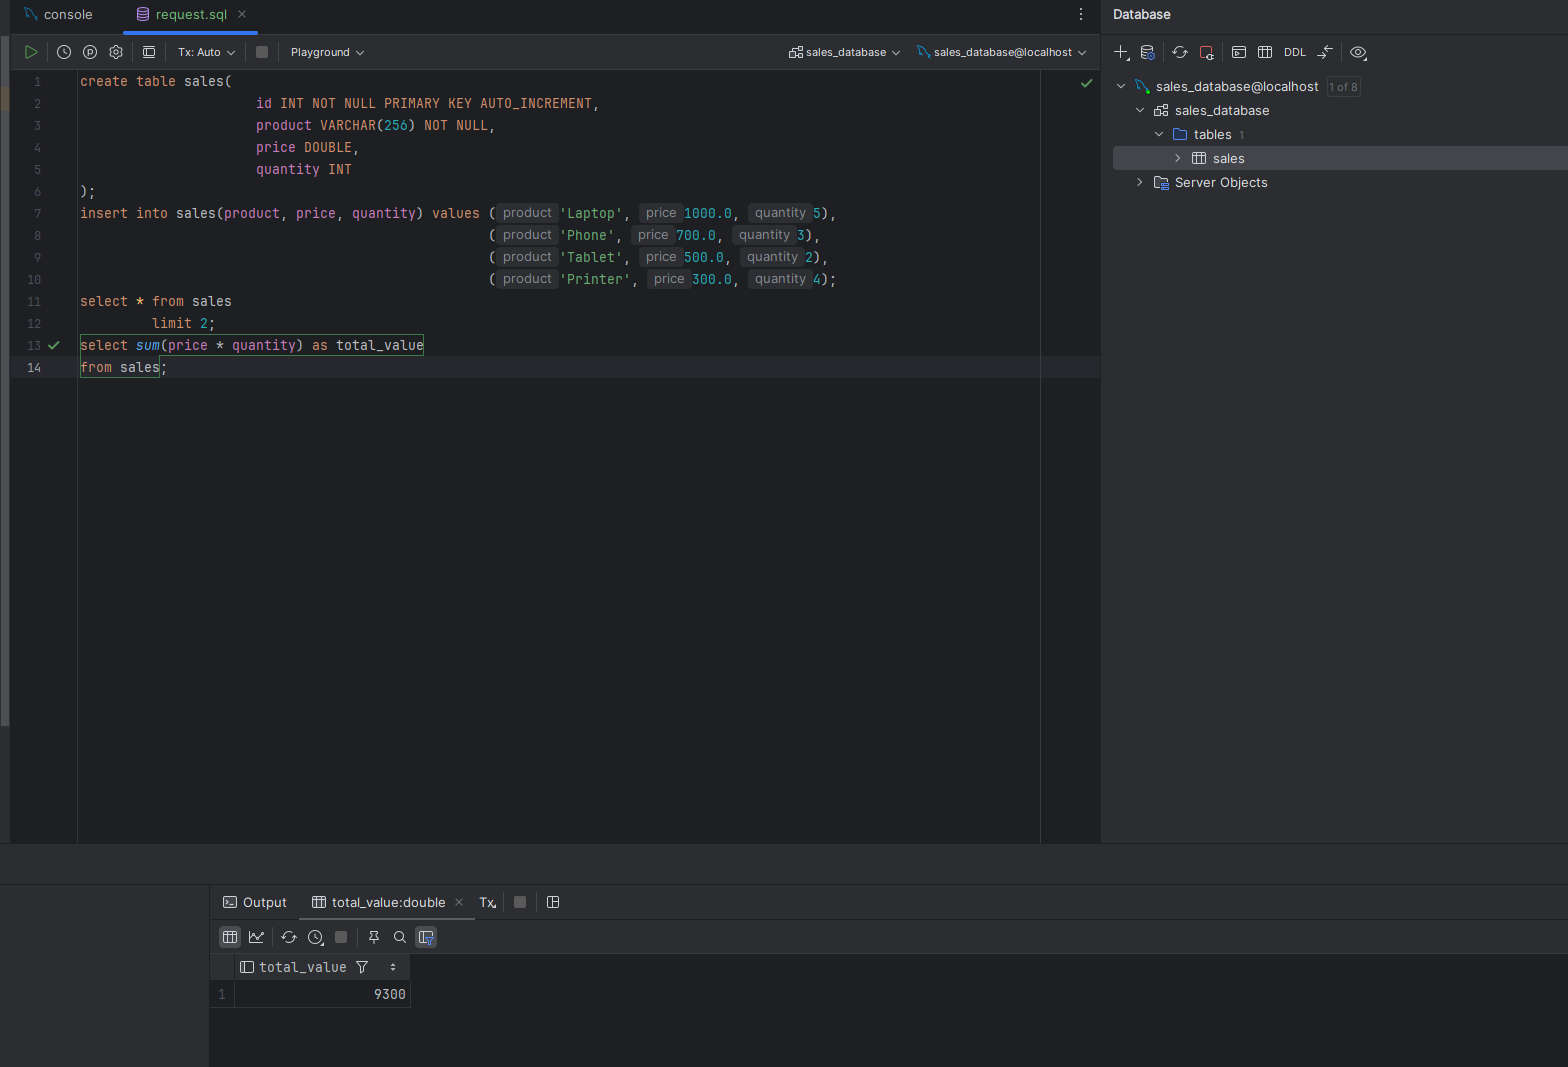 console
request.sql
Database
Tx: Auto
Playground
sales_database
sales_database@localhost
DDL
1 create table sales(
2 id INT NOT NULL PRIMARY KEY AUTO_INCREMENT,
3 product VARCHAR(256) NOT NULL,
4 price DOUBLE,
5 quantity INT
6 );
7 insert into sales(product, price, quantity) values ( product 'Laptop', price 1000.0, quantity 5),
8 ( product 'Phone', price 700.0, quantity 3),
9 ( product 'Tablet', price 500.0, quantity 2),
10 ( product 'Printer', price 300.0, quantity 4);
11 select * from sales
12 limit 2;
13 select sum(price * quantity) as total_value
14 from sales;
sales_database@localhost 1 of 8
sales_database
tables 1
sales
Server Objects
Output
total_value:double
Tx
total_value
1 9300